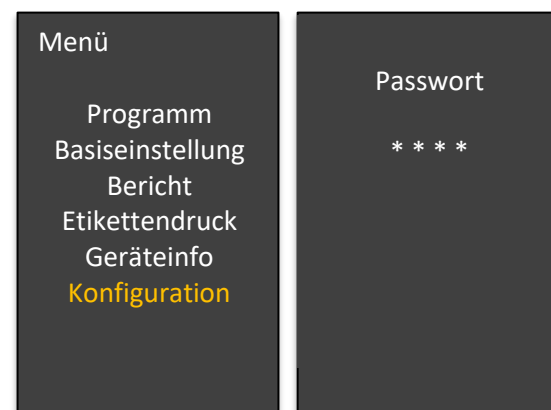 Menü
Programm
Basiseinstellung
Bericht
Etikettendruck
Geräteinfo
Konfiguration
Passwort
* * * *